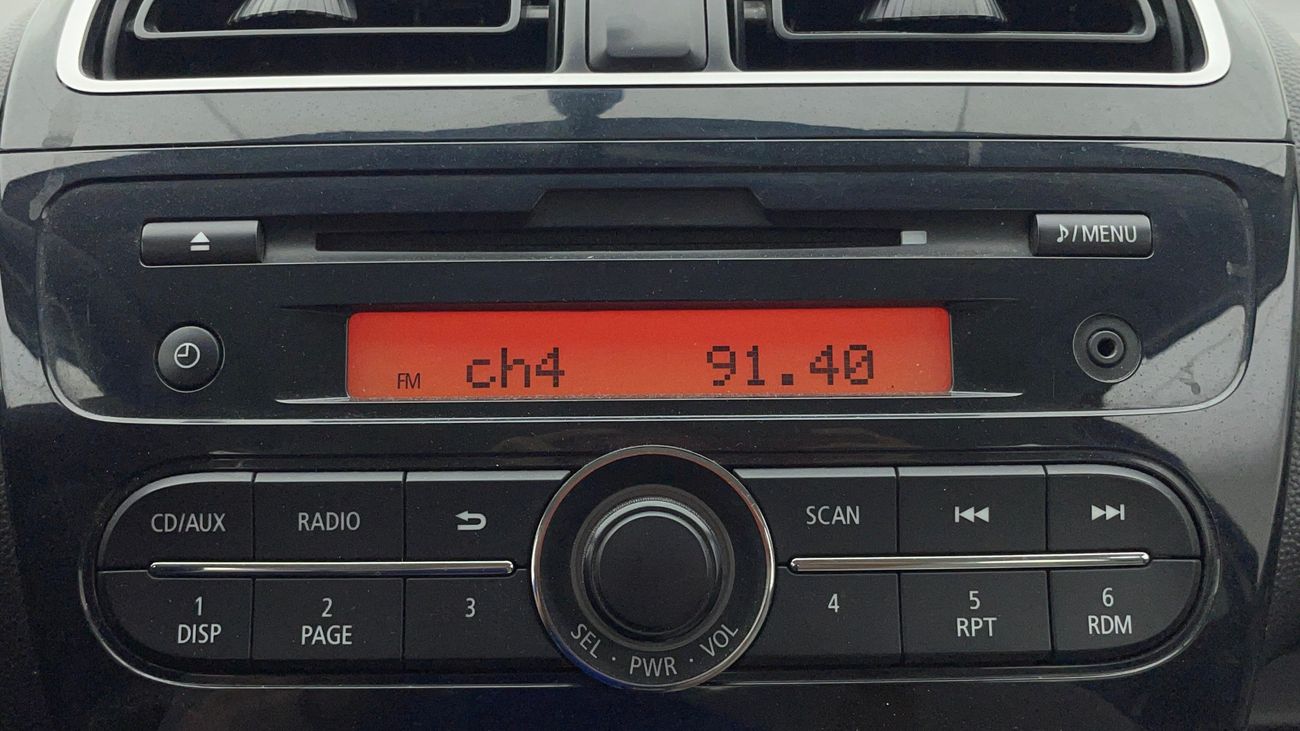 ♪/MENU
FM ch4 91.40
CD/AUX RADIO SCAN
1 2 3 4 5 6
DISP PAGE RPT RDM
SEL · PWR · VOL